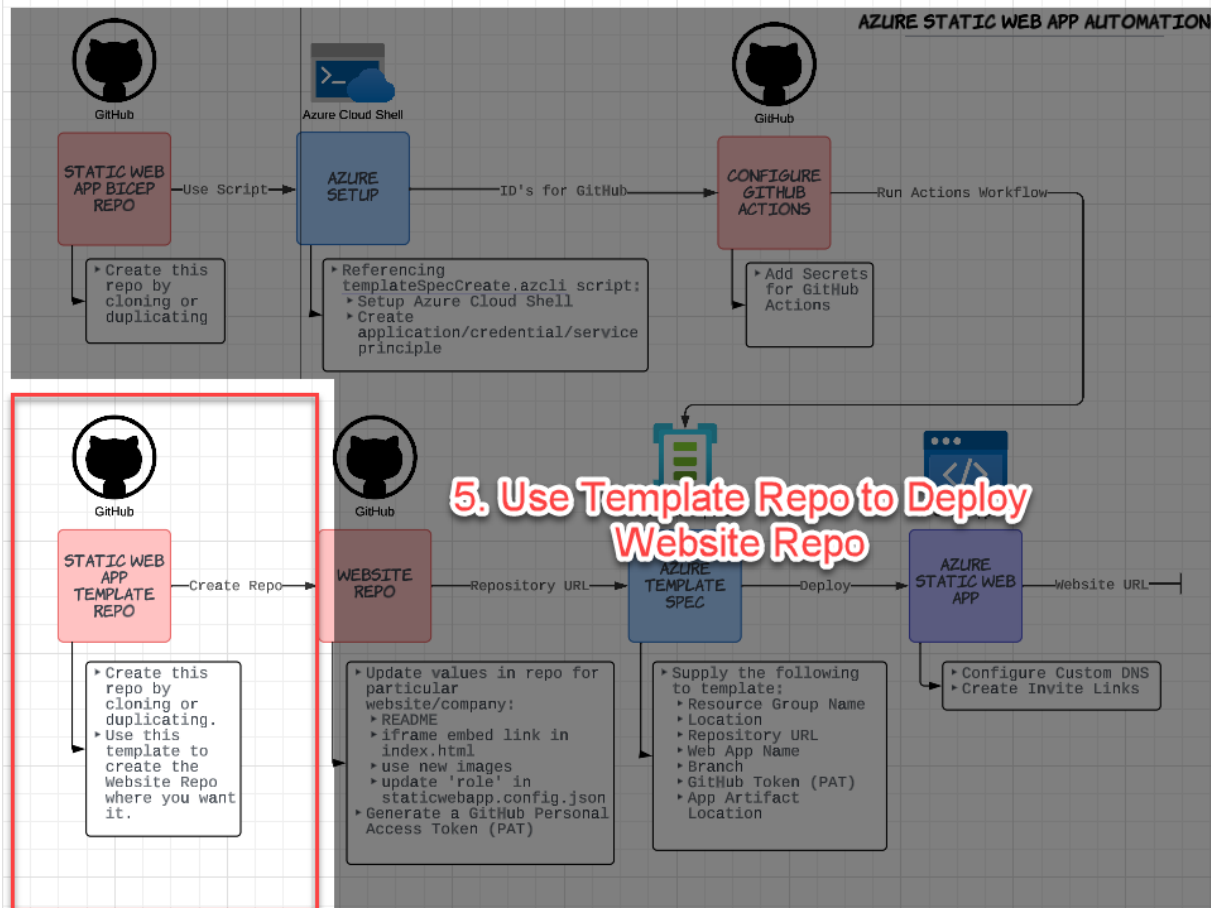 AZURE STATIC WEB APP AUTOMATION
GitHub
Azure Cloud Shell
GitHub
STATIC WEB
APP BICEP
REPO
Use Script
AZURE
SETUP
ID's for GitHub
CONFIGURE
GITHUB
ACTIONS
Run Actions Workflow
Create this
repo by
cloning or
duplicating
Referencing
templateSpecCreate.azcli script:
Setup Azure Cloud Shell
Create
application/credential/service
principle
Add Secrets
for GitHub
Actions
GitHub
GitHub
5. Use Template Repo to Deploy
Website Repo
STATIC WEB
APP
TEMPLATE
REPO
Create Repo
WEBSITE
REPO
Repository URL
AZURE
TEMPLATE
SPEC
Deploy
AZURE
STATIC WEB
APP
Website URL
Create this
repo by
cloning or
duplicating.
Use this
template to
create the
Website Repo
where you want
it.
Update values in repo for
particular
website/company:
README
iframe embed link in
index.html
use new images
update 'role' in
staticwebapp.config.json
Generate a GitHub Personal
Access Token (PAT)
Supply the following
to template:
Resource Group Name
Location
Repository URL
Web App Name
Branch
GitHub Token (PAT)
App Artifact
Location
Configure Custom DNS
Create Invite Links